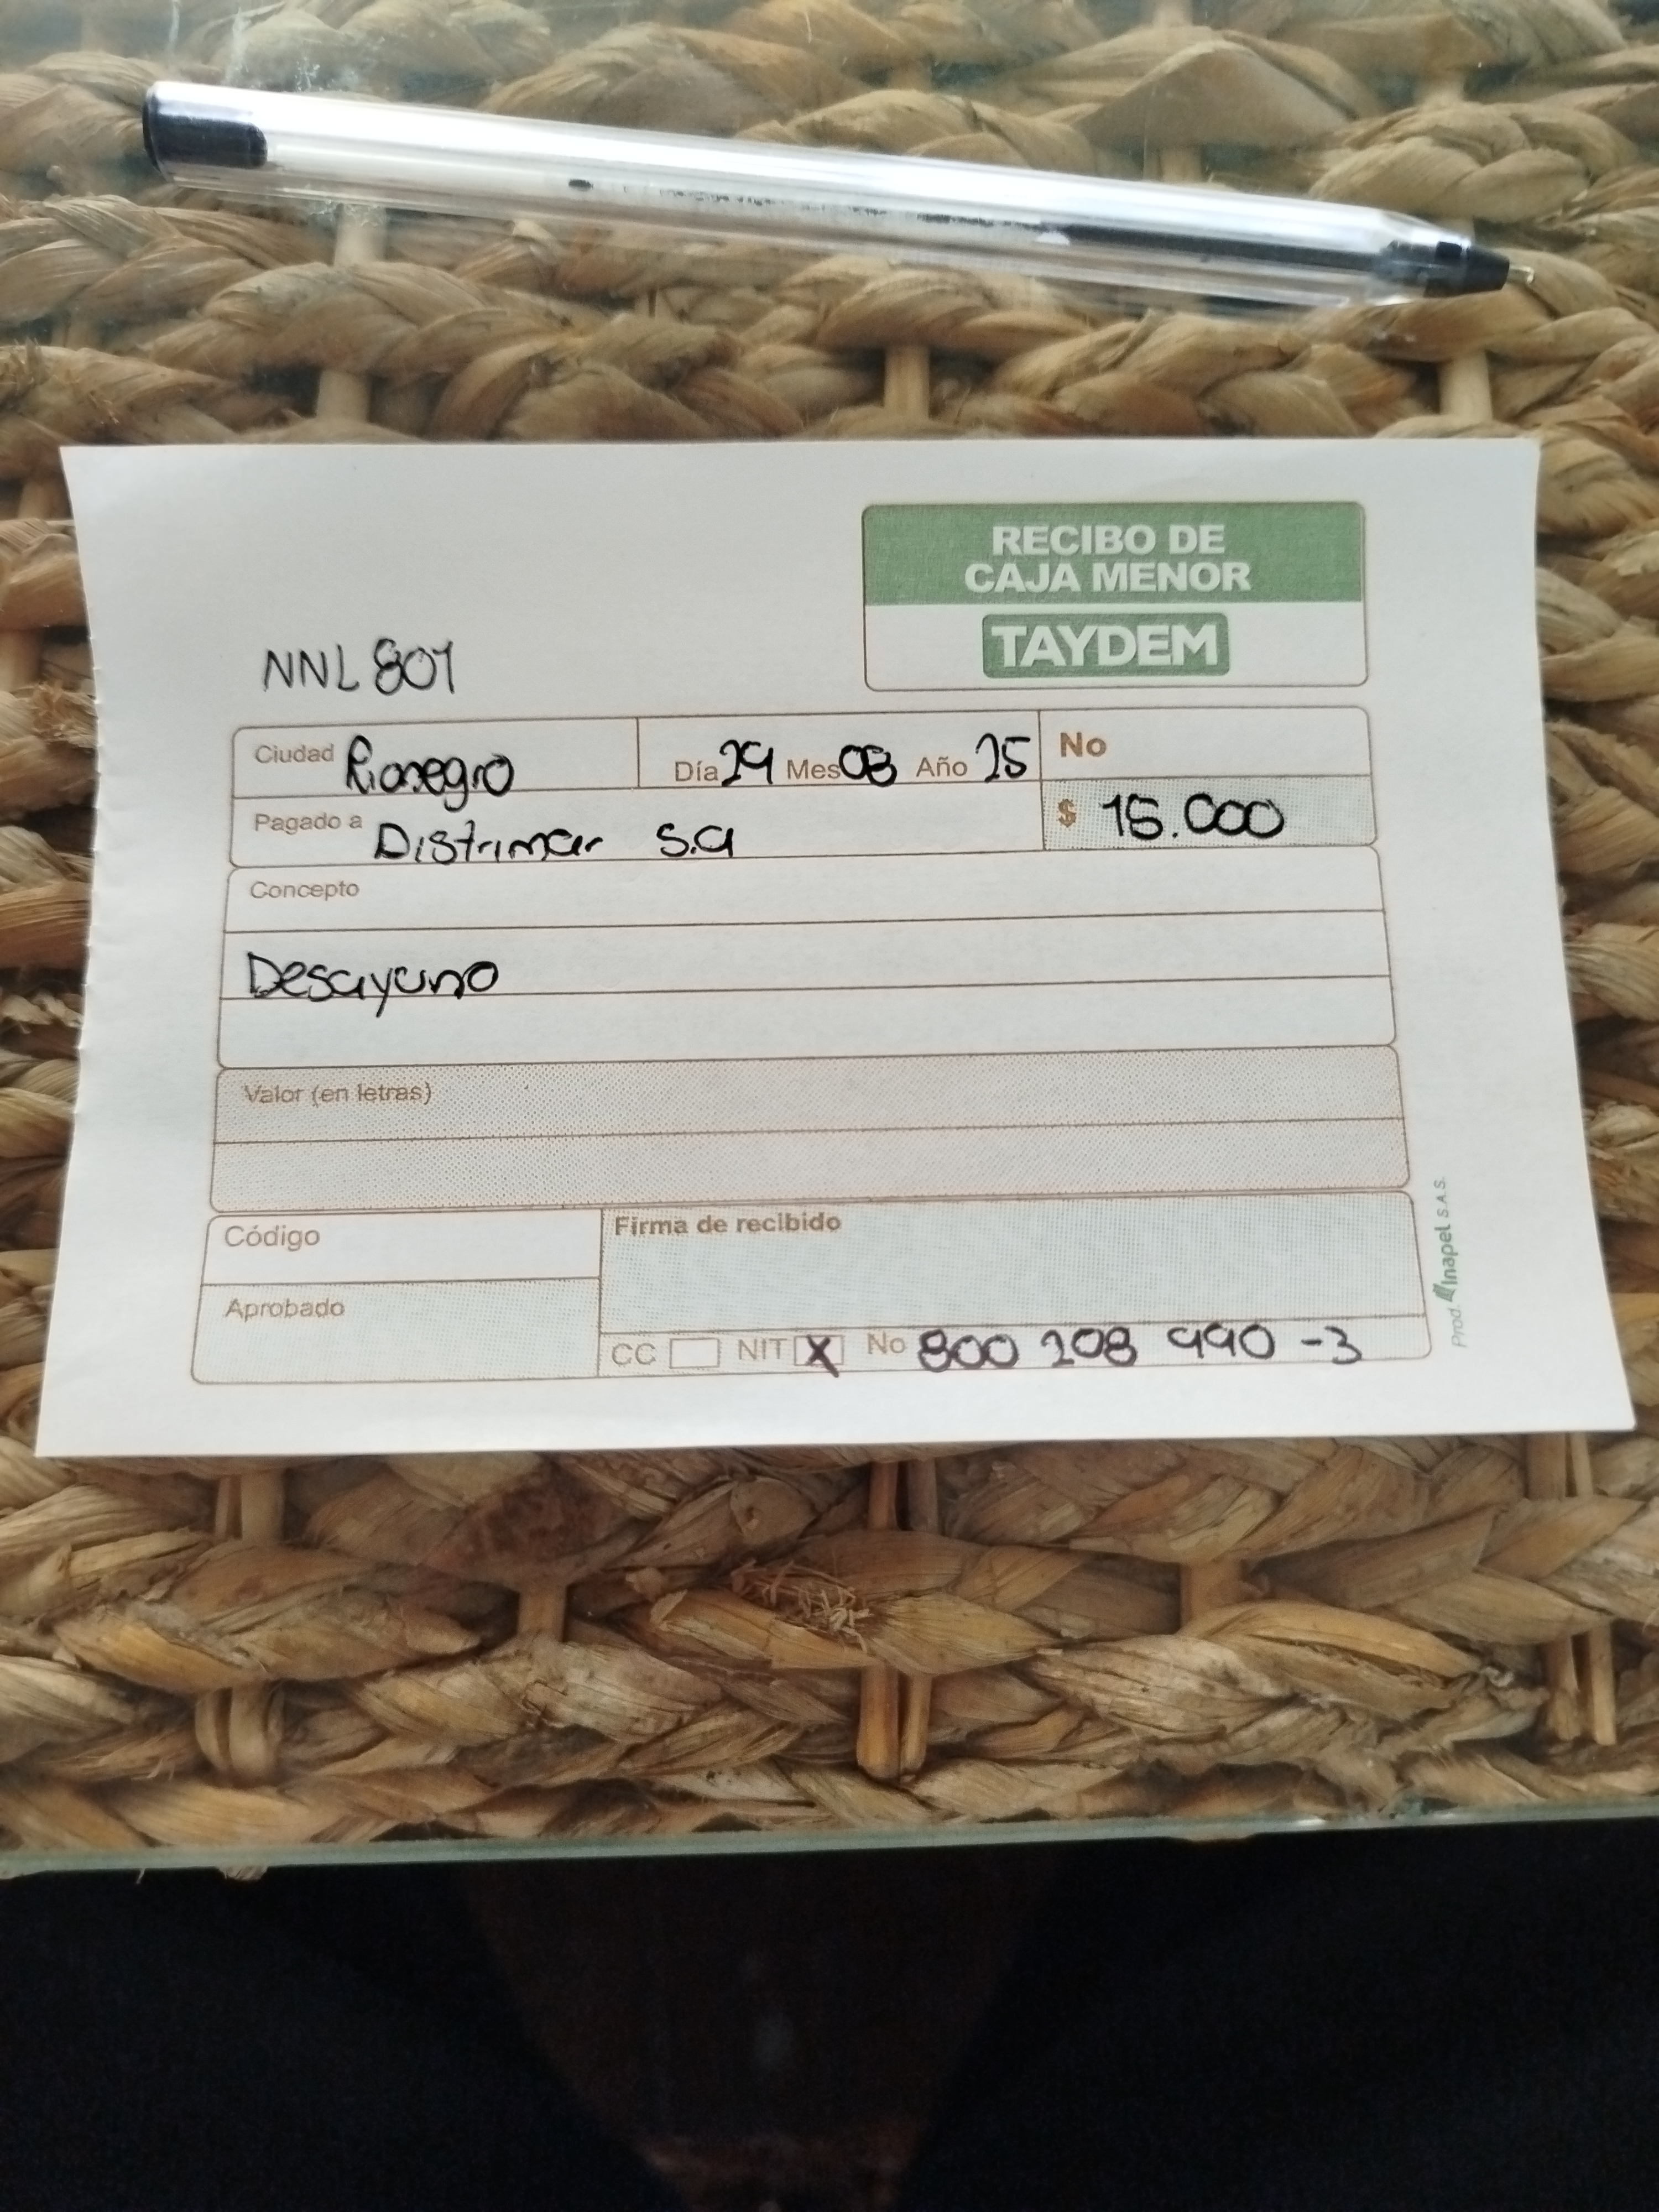 RECIBO DE
CAJA MENOR
TAYDEM
NNL 801
Ciudad Rionegro Día 29 Mes 08 Año 25 No
Pagado a Distrimar S.a $ 15.000
Concepto
Desayuno
Valor (en letras)
Código Firma de recibido
Aprobado
CC NIT X No 800 208 990 -3
Prod. Inapel S.A.S.